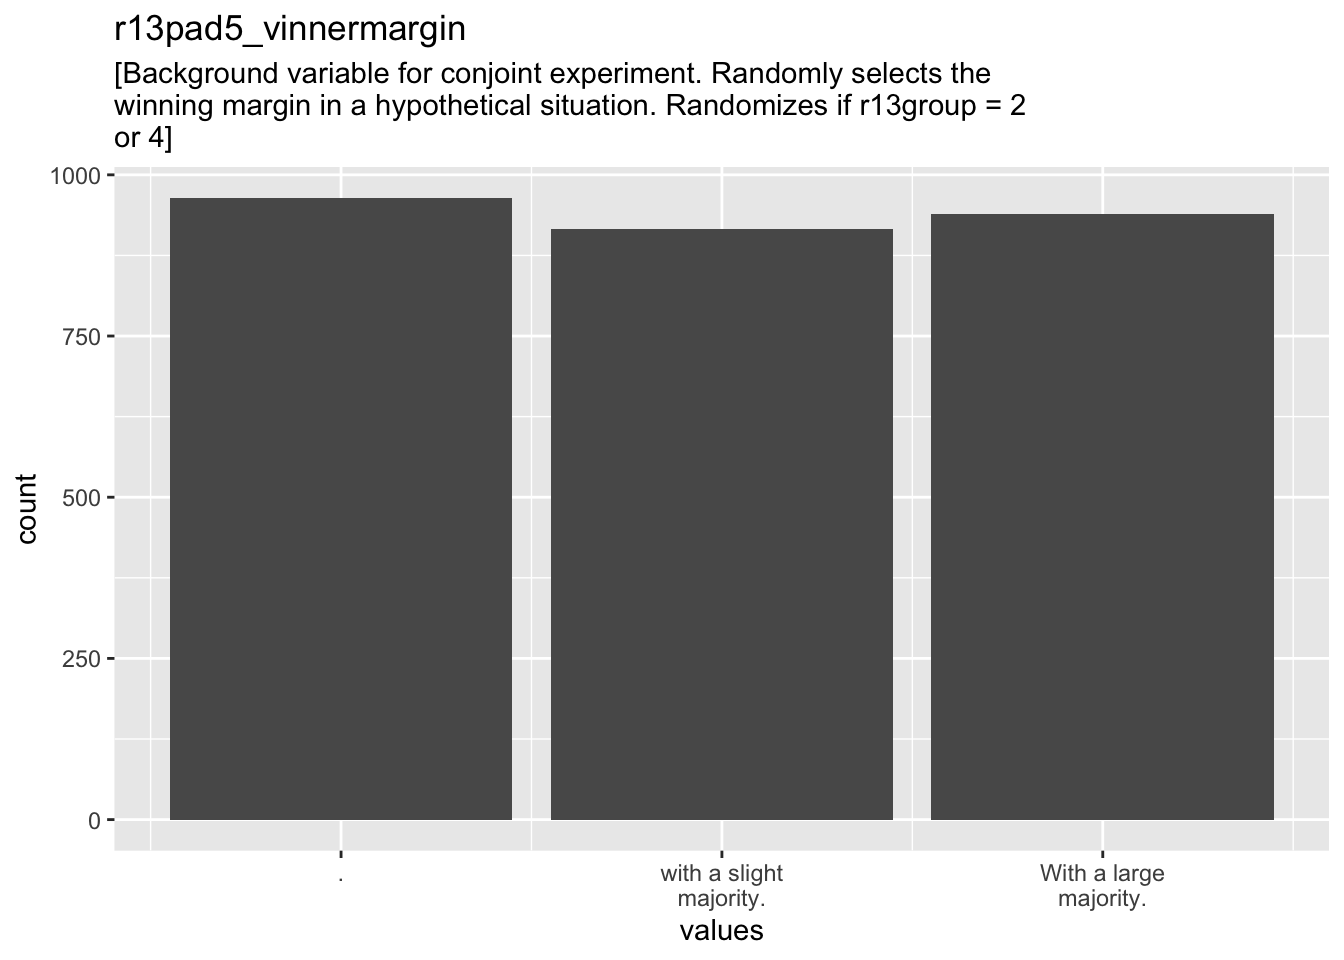 r13pad5_vinnermargin
[Background variable for conjoint experiment. Randomly selects the
winning margin in a hypothetical situation. Randomizes if r13group = 2
or 4]
1000
750
500
250
0
count
.
with a slight
majority.
With a large
majority.
values